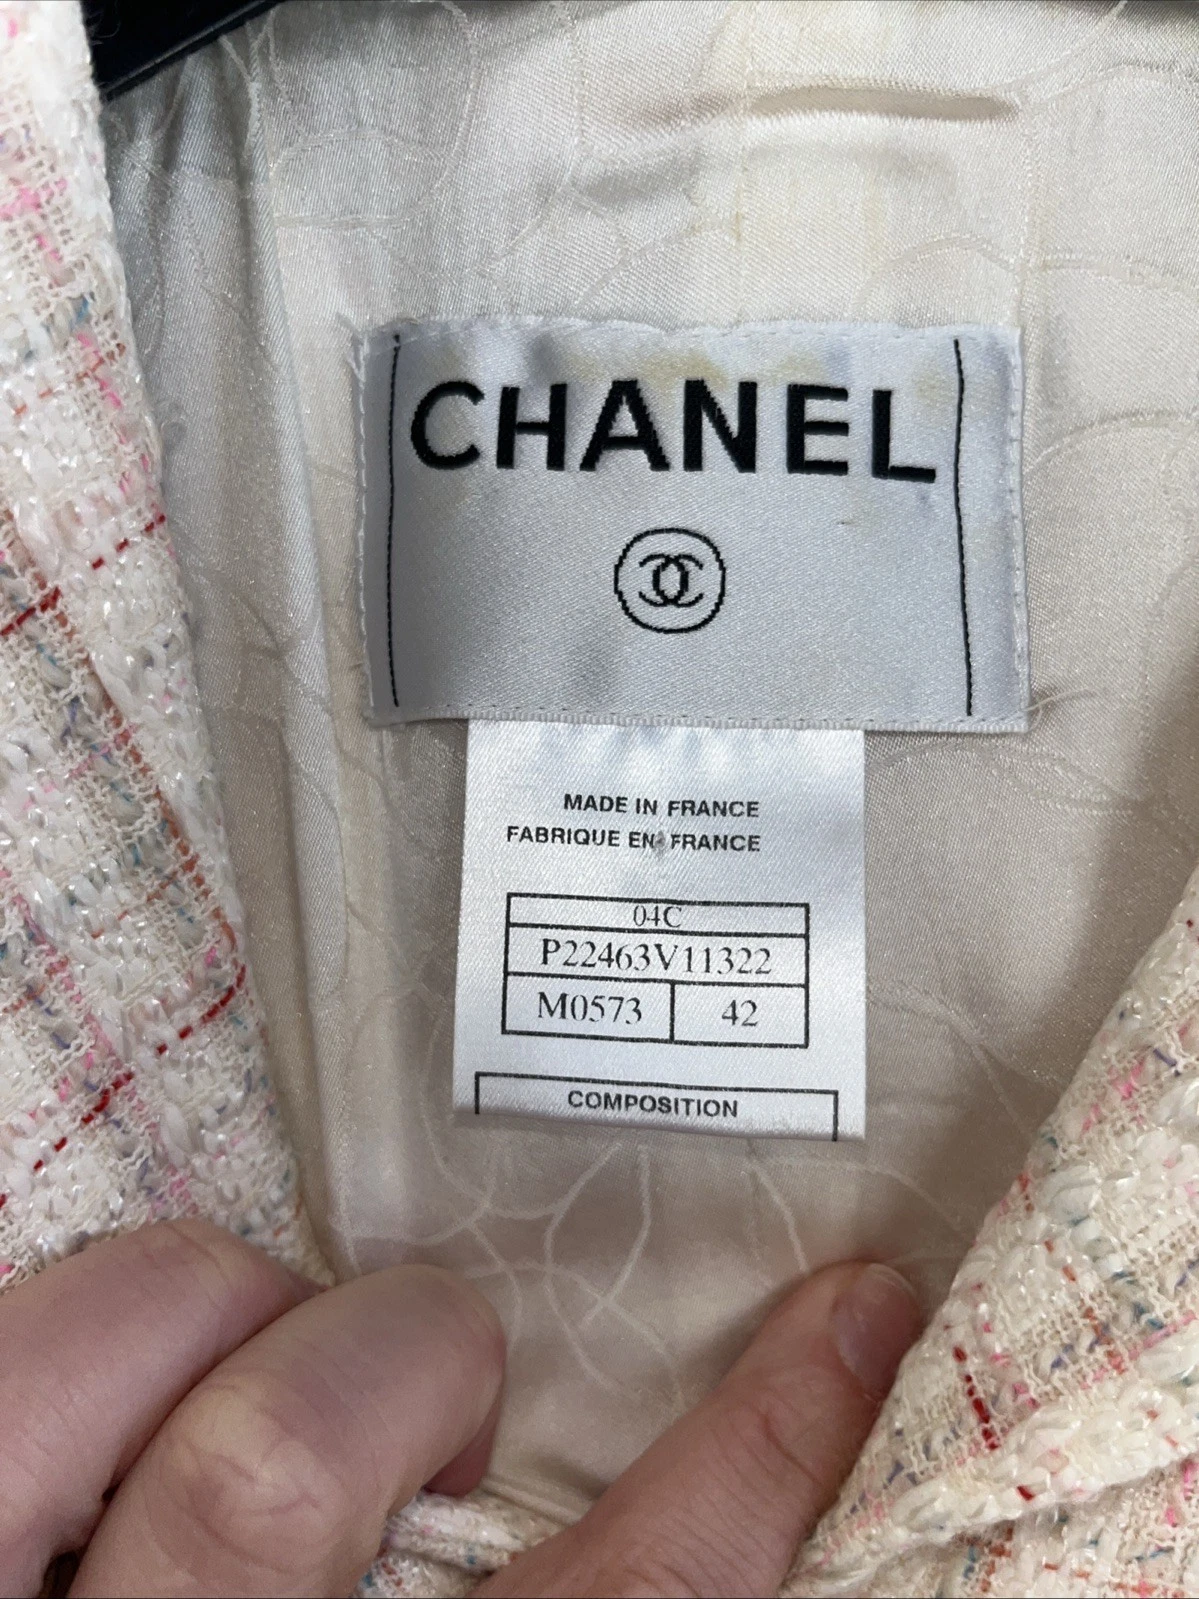 CHANEL
MADE IN FRANCE
FABRIQUE EN FRANCE
04C
P22463V11322
M0573 42
COMPOSITION